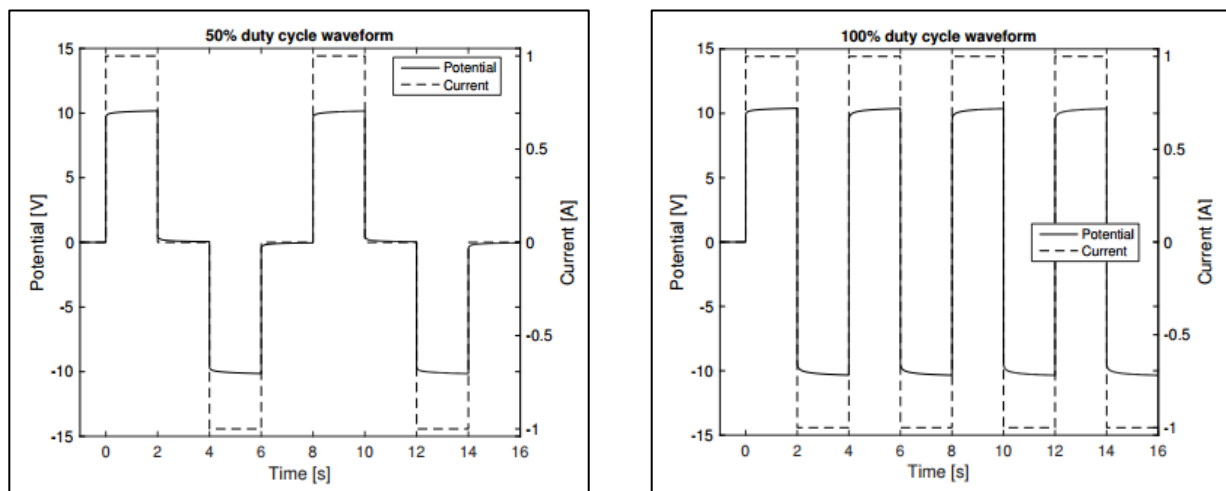 50% duty cycle waveform
15
10
5
0
-5
-10
-15
Potential [V]
1
0.5
0
-0.5
-1
Current [A]
Potential
Current
0 2 4 6 8 10 12 14 16
Time [s]
100% duty cycle waveform
15
10
5
0
-5
-10
-15
Potential [V]
1
0.5
0
-0.5
-1
Current [A]
Potential
Current
0 2 4 6 8 10 12 14 16
Time [s]